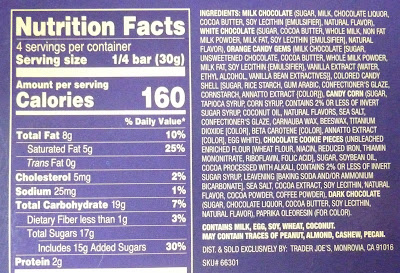 Nutrition Facts
4 servings per container
Serving size 1/4 bar (30g)
Amount per serving
Calories 160
% Daily Value*
Total Fat 8g 10%
Saturated Fat 5g 25%
Trans Fat 0g
Cholesterol 5mg 2%
Sodium 25mg 1%
Total Carbohydrate 19g 7%
Dietary Fiber less than 1g 3%
Total Sugars 17g
Includes 15g Added Sugars 30%
Protein 2g
INGREDIENTS: MILK CHOCOLATE (SUGAR, MILK, CHOCOLATE LIQUOR,
COCOA BUTTER, SOY LECITHIN [EMULSIFIER], NATURAL FLAVOR),
WHITE CHOCOLATE (SUGAR, COCOA BUTTER, WHOLE MILK, NON FAT
MILK POWDER, MILK FAT, SOY LECITHIN [EMULSIFIER], NATURAL
FLAVOR), ORANGE CANDY GEMS (MILK CHOCOLATE [SUGAR,
UNSWEETENED CHOCOLATE, COCOA BUTTER, WHOLE MILK POWDER,
MILK FAT, SOY LECITHIN (EMULSIFIER), VANILLA EXTRACT (WATER,
ETHYL ALCOHOL, VANILLA BEAN EXTRACTIVES)], COLORED CANDY
SHELL [SUGAR, RICE STARCH, GUM ARABIC, CONFECTIONER'S GLAZE,
CORNSTARCH, ANNATTO EXTRACT (COLOR)]), CANDY CORN (SUGAR,
TAPIOCA SYRUP, CORN SYRUP, CONTAINS 2% OR LESS OF INVERT
SUGAR SYRUP, COCONUT OIL, NATURAL FLAVORS, SEA SALT,
CONFECTIONER'S GLAZE, CARNAUBA WAX, BEESWAX, TITANIUM
DIOXIDE [COLOR], BETA CAROTENE [COLOR], ANNATTO EXTRACT
[COLOR], EGG WHITE), CHOCOLATE COOKIE PIECES (UNBLEACHED
ENRICHED FLOUR [WHEAT FLOUR, NIACIN, REDUCED IRON, THIAMIN
MONONITRATE, RIBOFLAVIN, FOLIC ACID], SUGAR, SOYBEAN OIL,
COCOA PROCESSED WITH ALKALI, CONTAINS 2% OR LESS OF INVERT
SUGAR SYRUP, LEAVENING [BAKING SODA AND/OR AMMONIUM
BICARBONATE], SEA SALT, COCOA EXTRACT, SOY LECITHIN, NATURAL
FLAVOR, COCOA POWDER, COFFEE POWDER), DARK CHOCOLATE
(SUGAR, CHOCOLATE LIQUOR, COCOA BUTTER, SOY LECITHIN,
NATURAL FLAVOR), PAPRIKA OLEORESIN (FOR COLOR).
CONTAINS MILK, EGG, SOY, WHEAT, COCONUT.
MAY CONTAIN TRACES OF PEANUT, ALMOND, CASHEW, PECAN.
DIST. & SOLD EXCLUSIVELY BY: TRADER JOE'S, MONROVIA, CA 91016
SKU# 66301